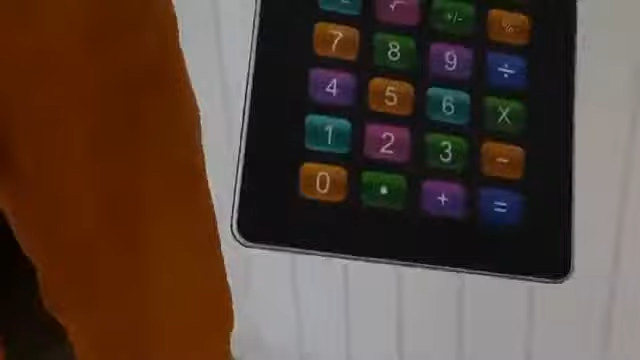 √ +/- %
7 8 9 ÷
4 5 6 X
1 2 3 -
0 . + =